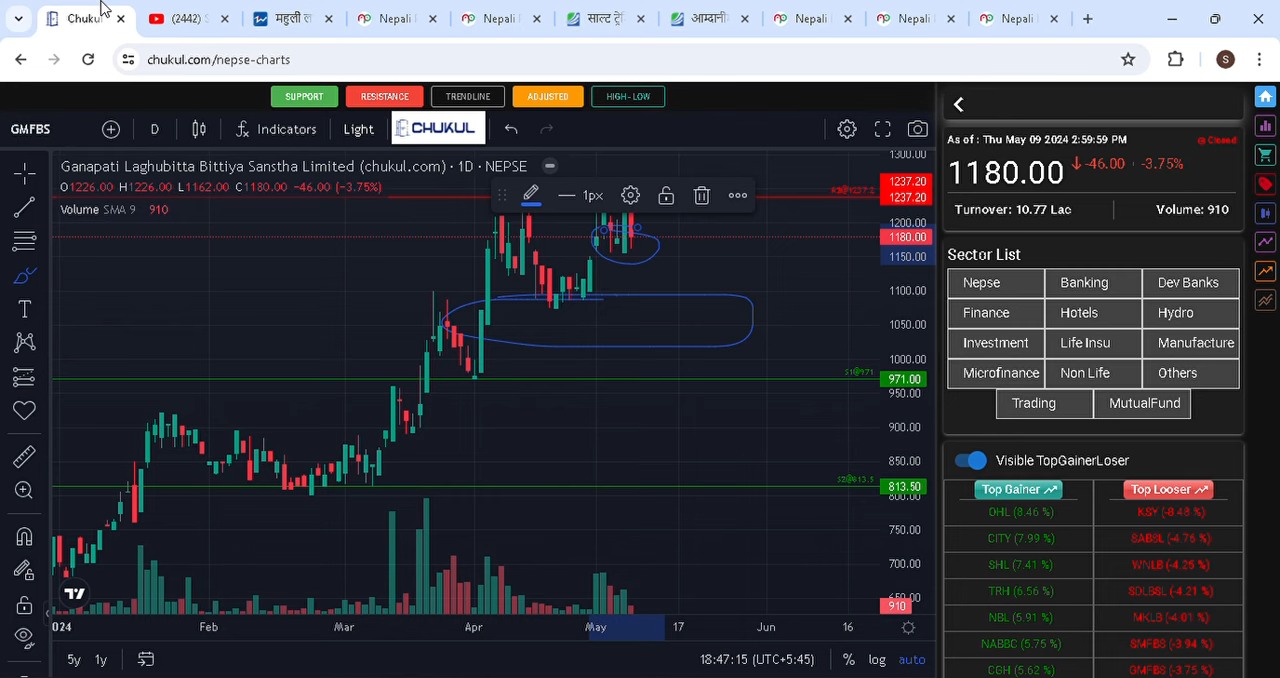 Chukul
(2442) S
महुली ल
Nepali
Nepali
साल्ट ट्रे
आम्दानी
Nepali
Nepali
Nepali
chukul.com/nepse-charts
S
SUPPORT
RESISTANCE
TRENDLINE
ADJUSTED
HIGH-LOW
GMFBS
D
Indicators
Light
CHUKUL
Ganapati Laghubitta Bittiya Sanstha Limited (chukul.com) · 1D · NEPSE
O1226.00 H1226.00 L1162.00 C1180.00 -46.00 (-3.75%)
Volume SMA 9 910
1px
1300.00
1237.20
1237.20
1200.00
1180.00
1150.00
1100.00
1050.00
1000.00
S1@971
971.00
950.00
900.00
850.00
S2@813.5
813.50
800.00
750.00
700.00
650.00
910
024
Feb
Mar
Apr
May
17
Jun
16
5y
1y
18:47:15 (UTC+5:45)
%
log
auto
As of : Thu May 09 2024 2:59:59 PM
Closed
1180.00
-46.00
-3.75%
Turnover: 10.77 Lac
Volume: 910
Sector List
Nepse
Banking
Dev Banks
Finance
Hotels
Hydro
Investment
Life Insu
Manufacture
Microfinance
Non Life
Others
Trading
MutualFund
Visible TopGainerLoser
Top Gainer
Top Looser
OHL (8.46 %)
KSY (-8.48 %)
CITY (7.99 %)
SABSL (-4.76 %)
SHL (7.41 %)
WNLB (-4.25 %)
TRH (6.56 %)
SDLBSL (-4.21 %)
NBL (5.91 %)
MKLB (-4.01 %)
NABBC (5.75 %)
SMFBS (-3.94 %)
CGH (5.62 %)
GMFBS (-3.75 %)